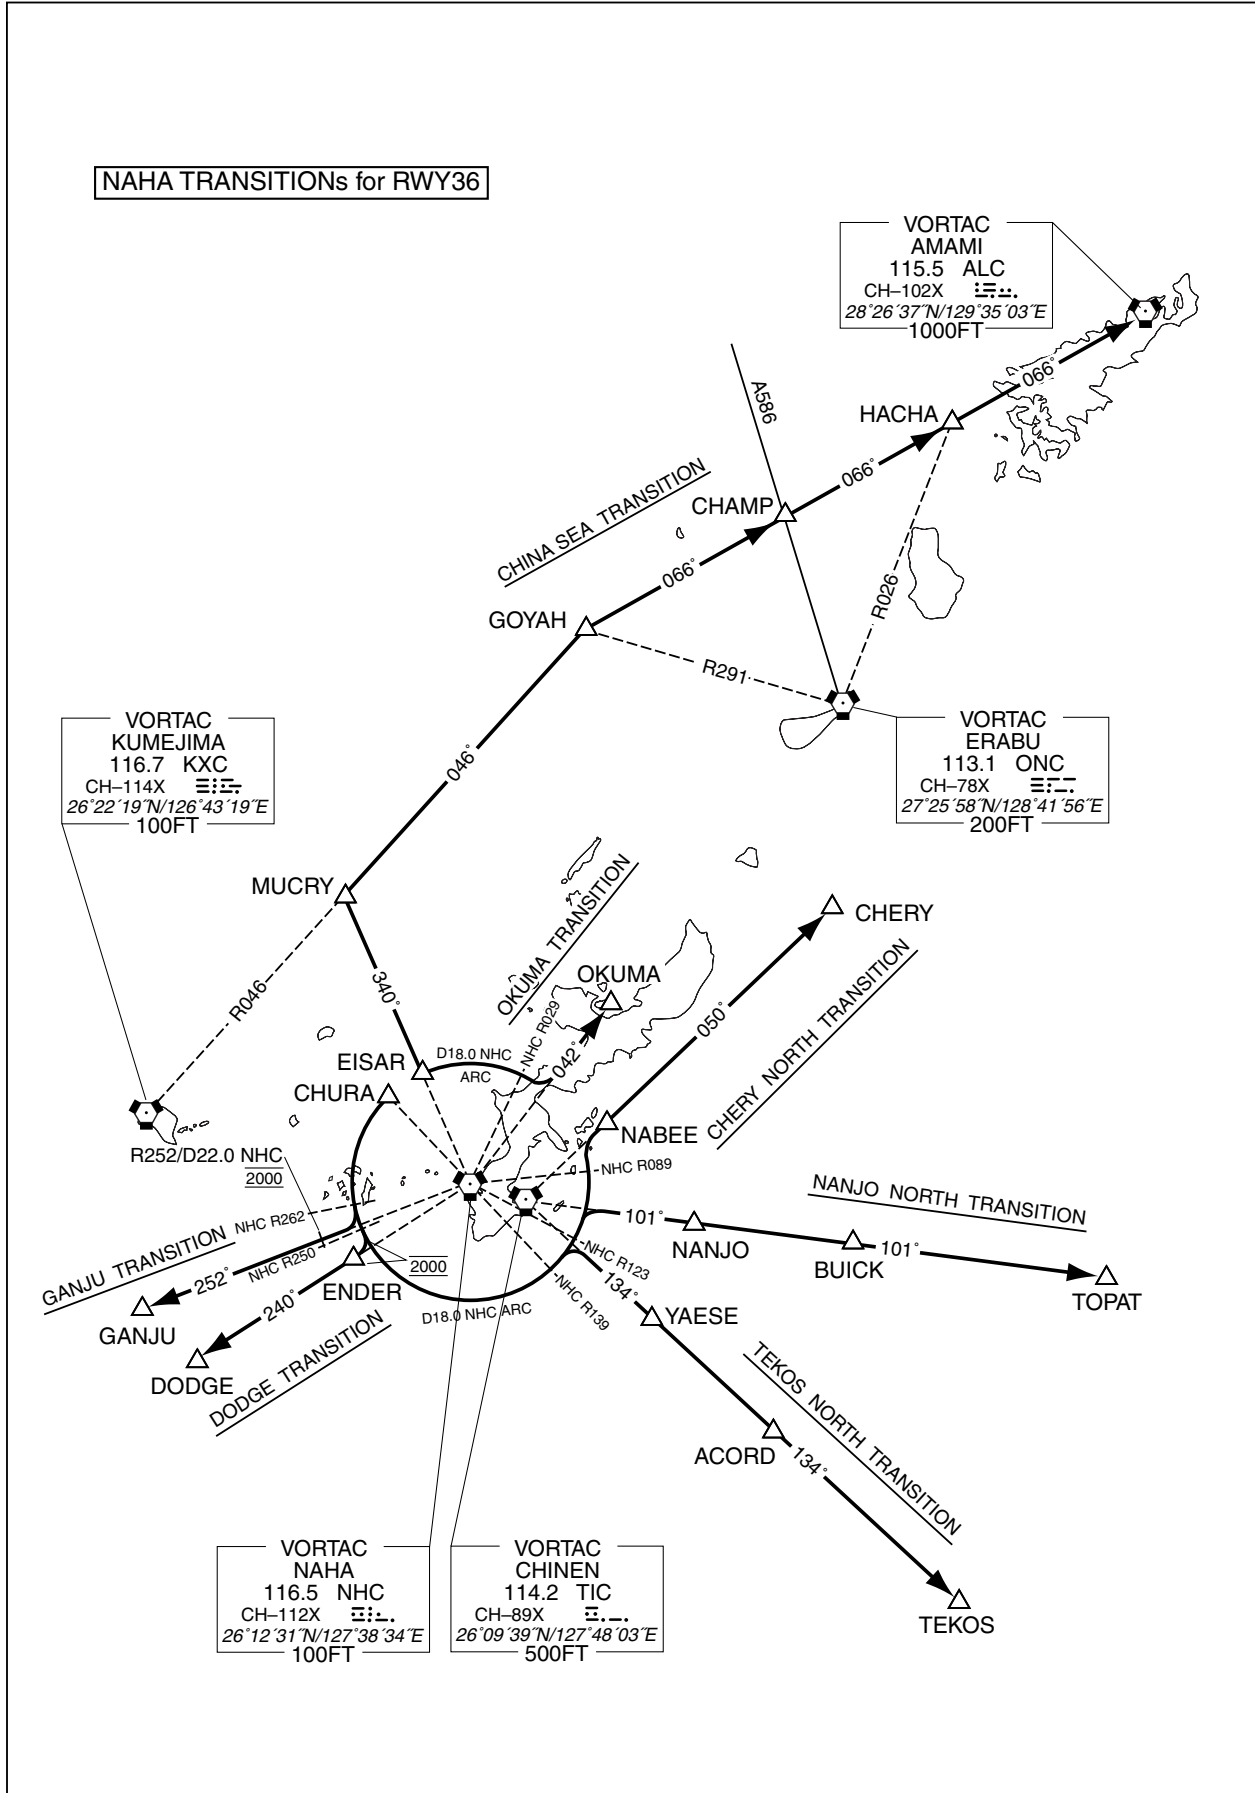 NAHA TRANSITIONs for RWY36
VORTAC
AMAMI
115.5 ALC
CH–102X
28°26´37˝N/129°35´03˝E
1000FT
A586
HACHA
066°
066°
CHINA SEA TRANSITION
CHAMP
066°
GOYAH
R026
R291
VORTAC
KUMEJIMA
116.7 KXC
CH–114X
26°22´19˝N/126°43´19˝E
100FT
VORTAC
ERABU
113.1 ONC
CH–78X
27°25´58˝N/128°41´56˝E
200FT
046°
MUCRY
R046
340°
OKUMA TRANSITION
OKUMA
CHERY
050°
CHERY NORTH TRANSITION
NHC R029
042°
EISAR
D18.0 NHC
ARC
CHURA
NABEE
R252/D22.0 NHC
2000
NHC R089
NANJO NORTH TRANSITION
NHC R262
GANJU TRANSITION
NHC R250
101°
NANJO
BUICK
101°
TOPAT
252°
GANJU
240°
ENDER
2000
NHC R123
134°
NHC R139
D18.0 NHC ARC
YAESE
DODGE
DODGE TRANSITION
TEKOS NORTH TRANSITION
ACORD
134°
TEKOS
VORTAC
NAHA
116.5 NHC
CH–112X
26°12´31˝N/127°38´34˝E
100FT
VORTAC
CHINEN
114.2 TIC
CH–89X
26°09´39˝N/127°48´03˝E
500FT